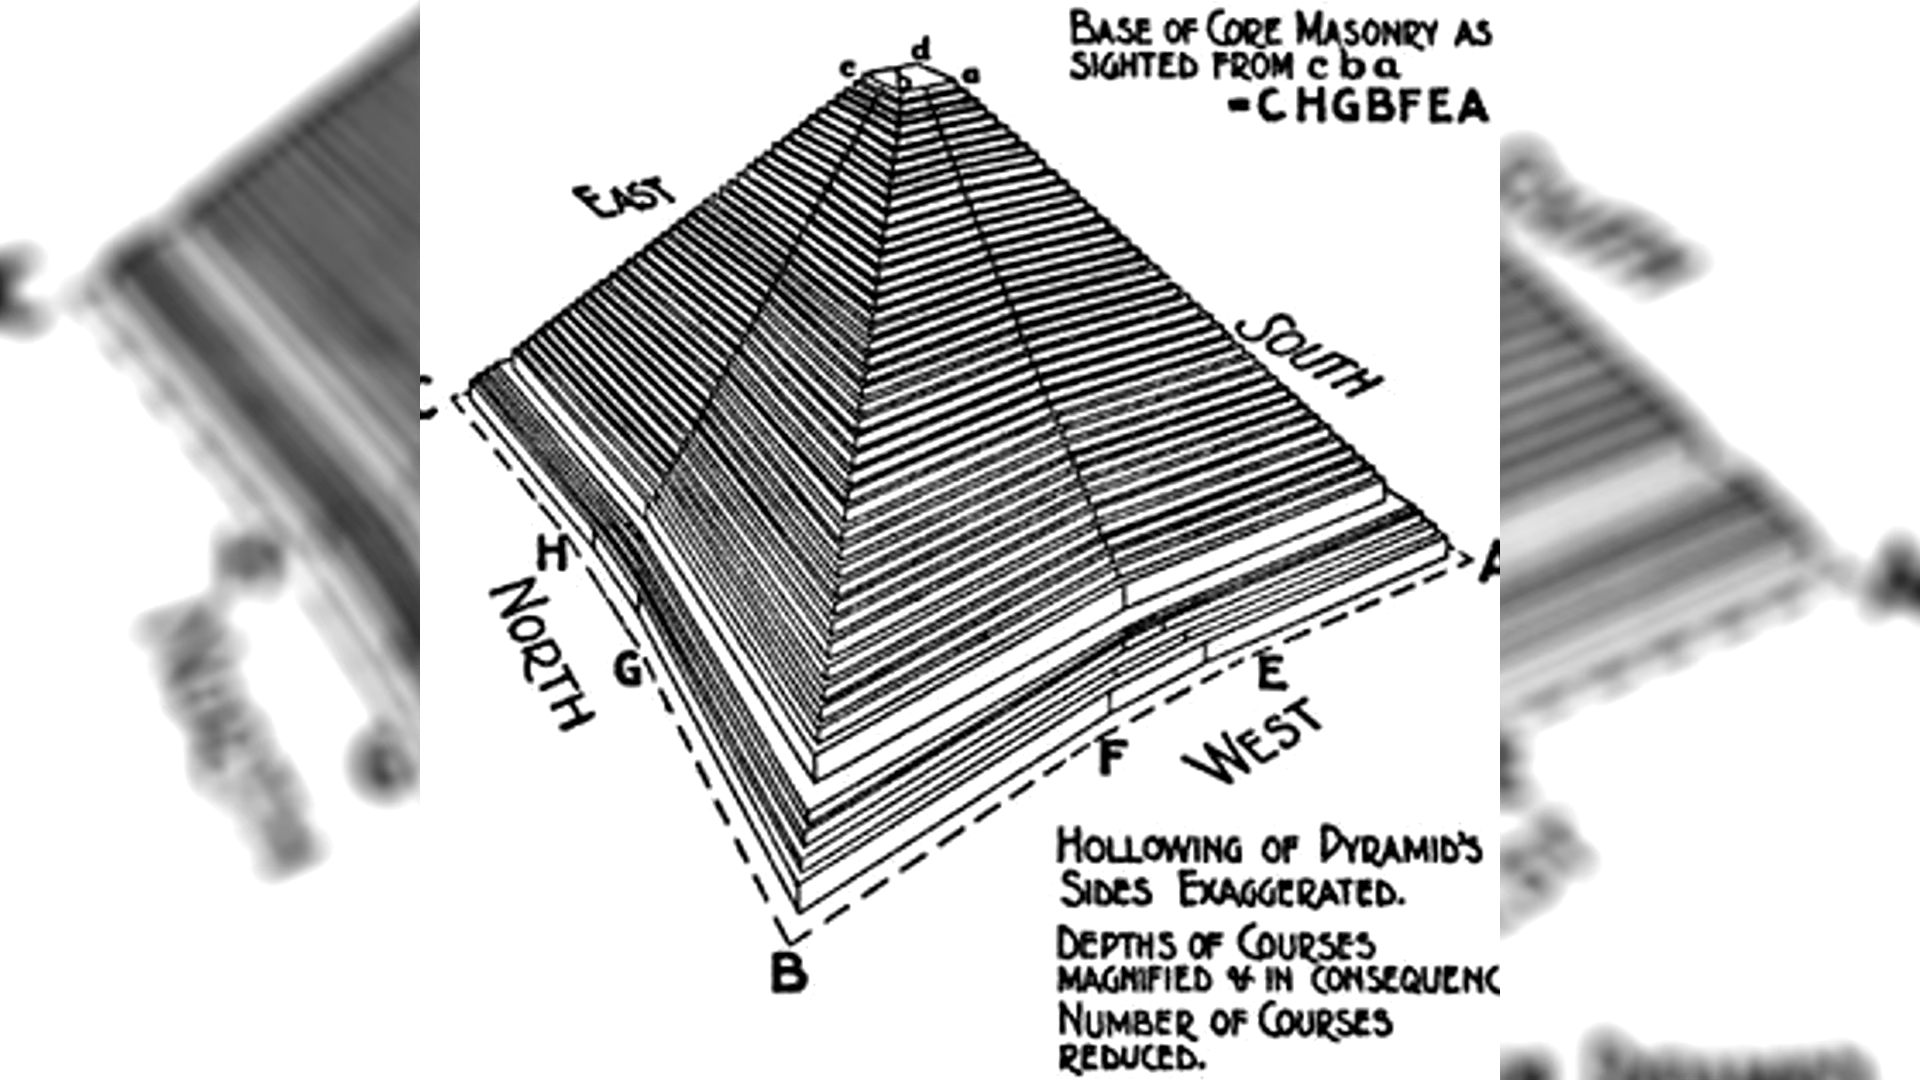 BASE OF CORE MASONRY AS
SIGHTED FROM c b a
= C H G B F E A
d
c
b
a
EAST
SOUTH
C
A
H
NORTH
G
E
F
WEST
B
HOLLOWING OF PYRAMID'S
SIDES EXAGGERATED.
DEPTHS OF COURSES
MAGNIFIED & IN CONSEQUENC
NUMBER OF COURSES
REDUCED.